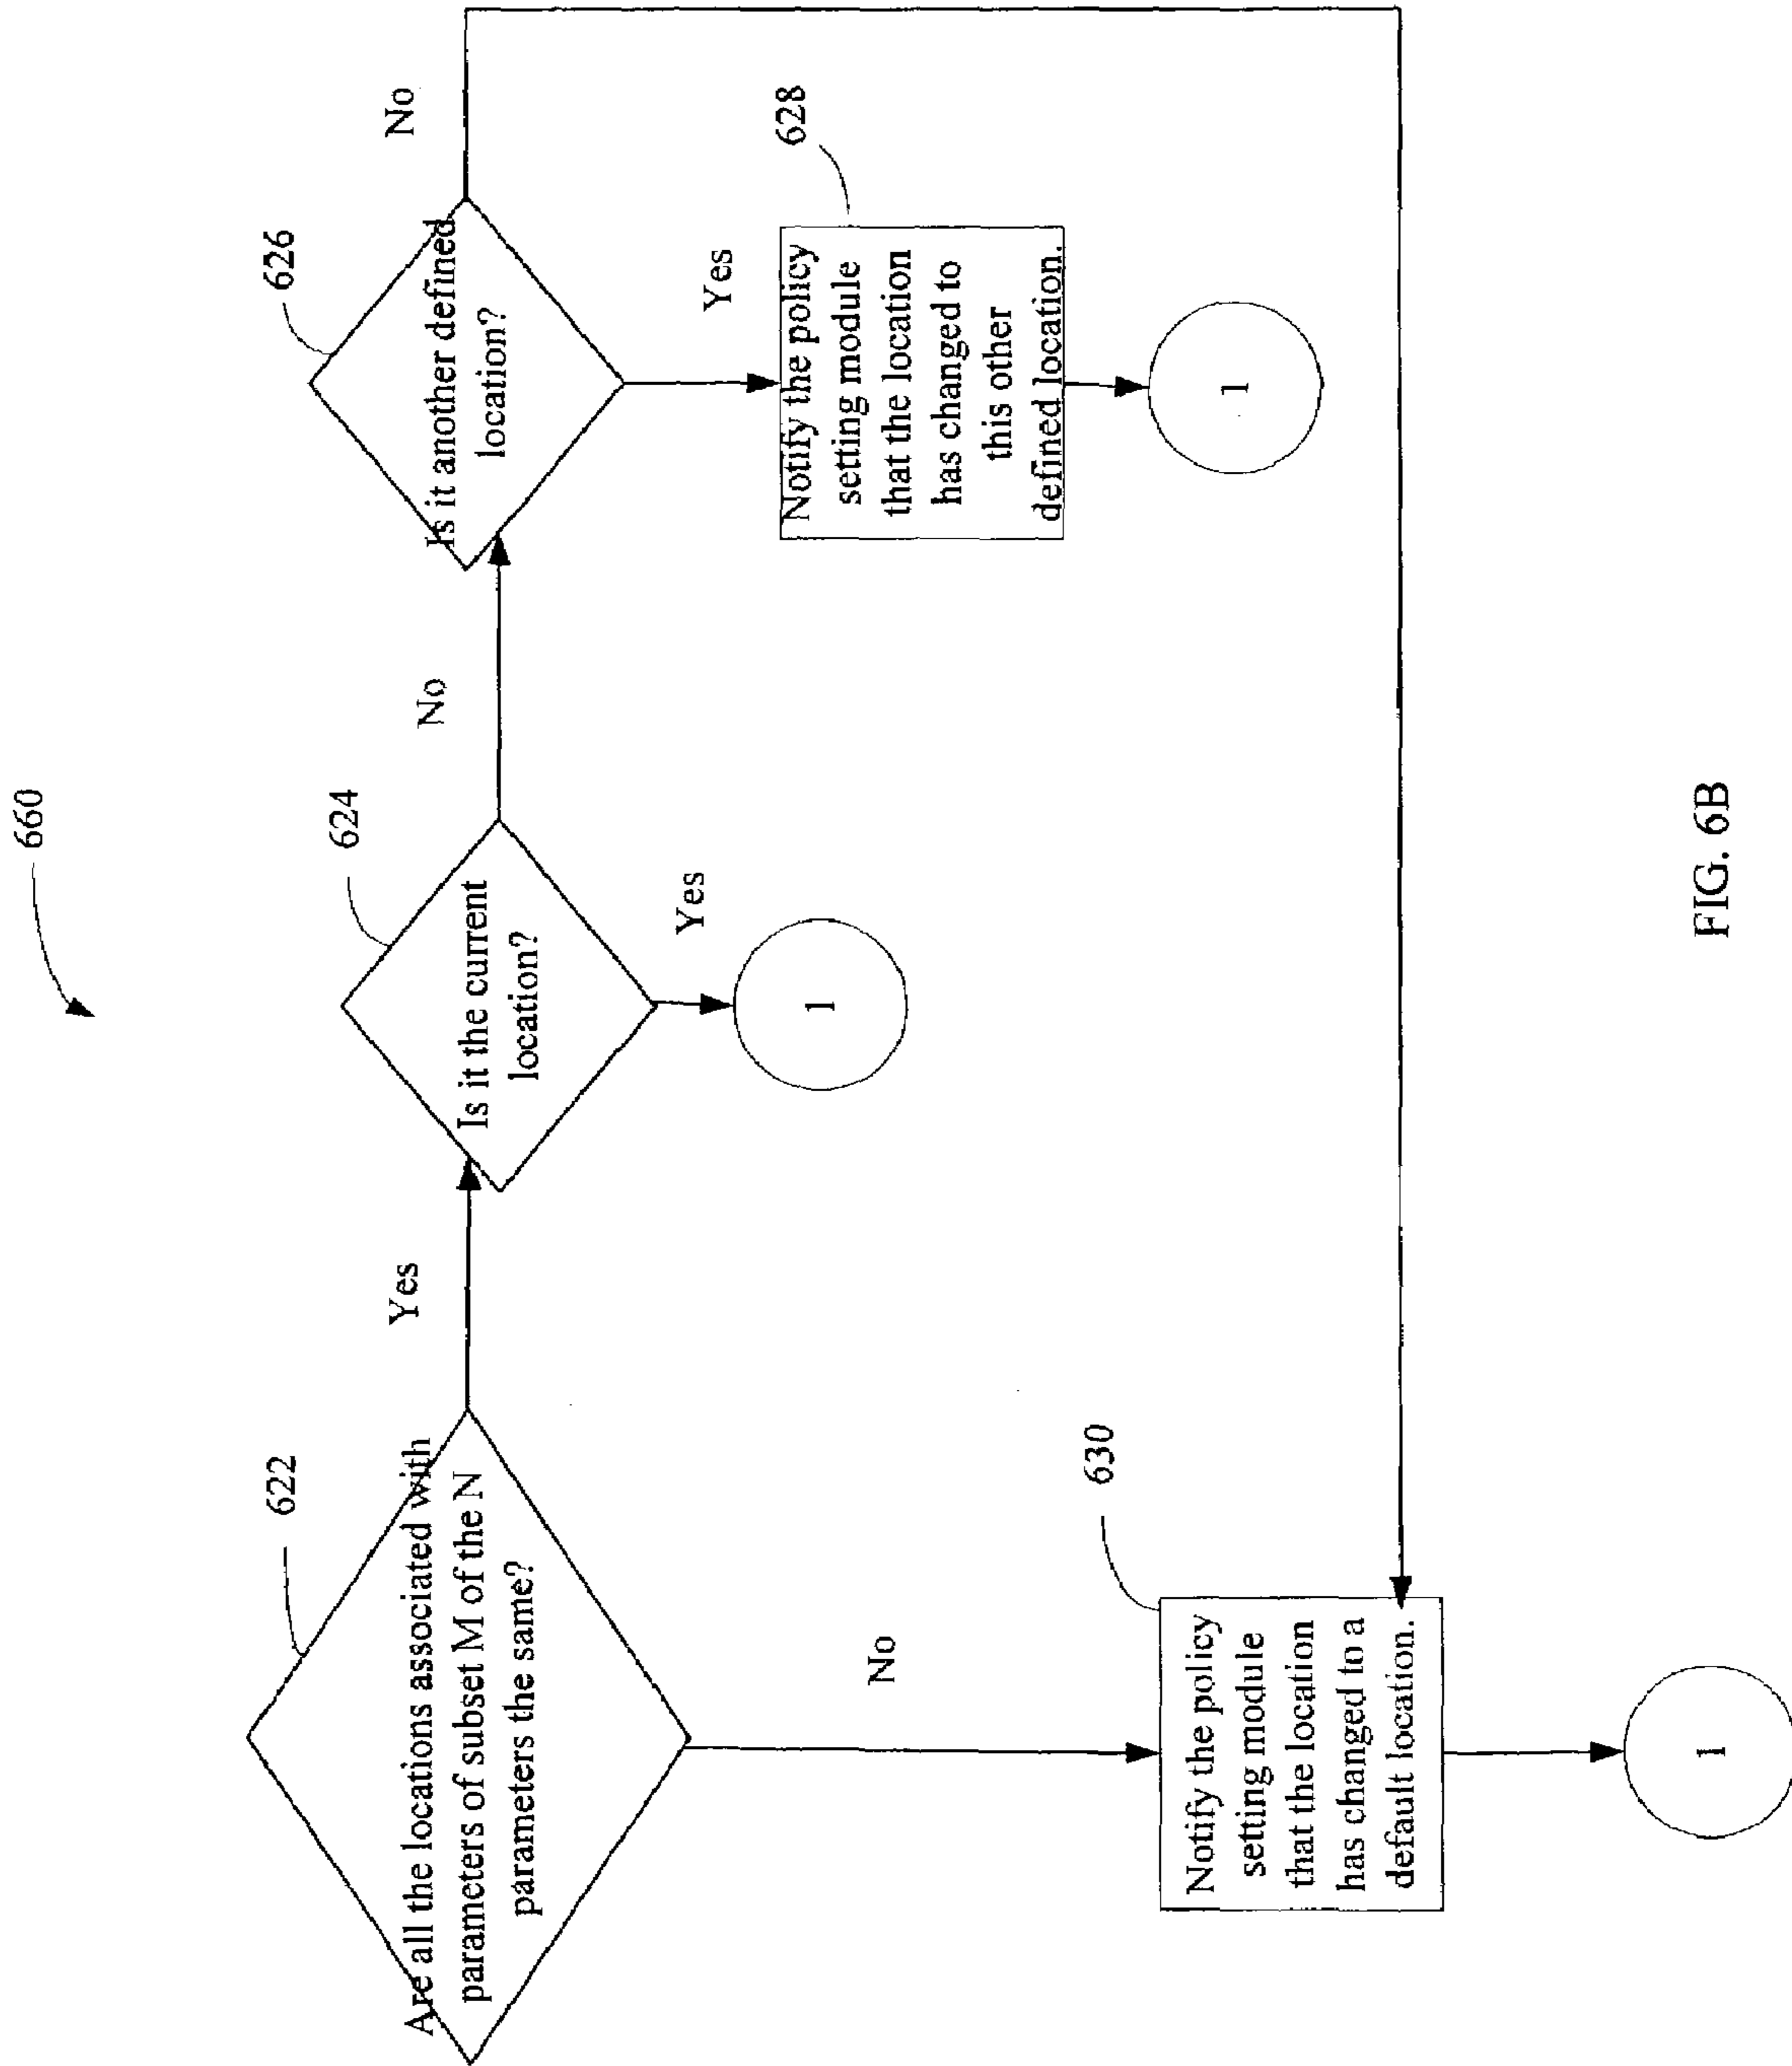 660
622
Are all the locations associated with
parameters of subset M of the N
parameters the same?
Yes
624
Is it the current
location?
No
626
Is it another defined
location?
No
Yes
1
Yes
628
Notify the policy
setting module
that the location
has changed to
this other
defined location.
1
No
630
Notify the policy
setting module
that the location
has changed to a
default location.
1
FIG. 6B